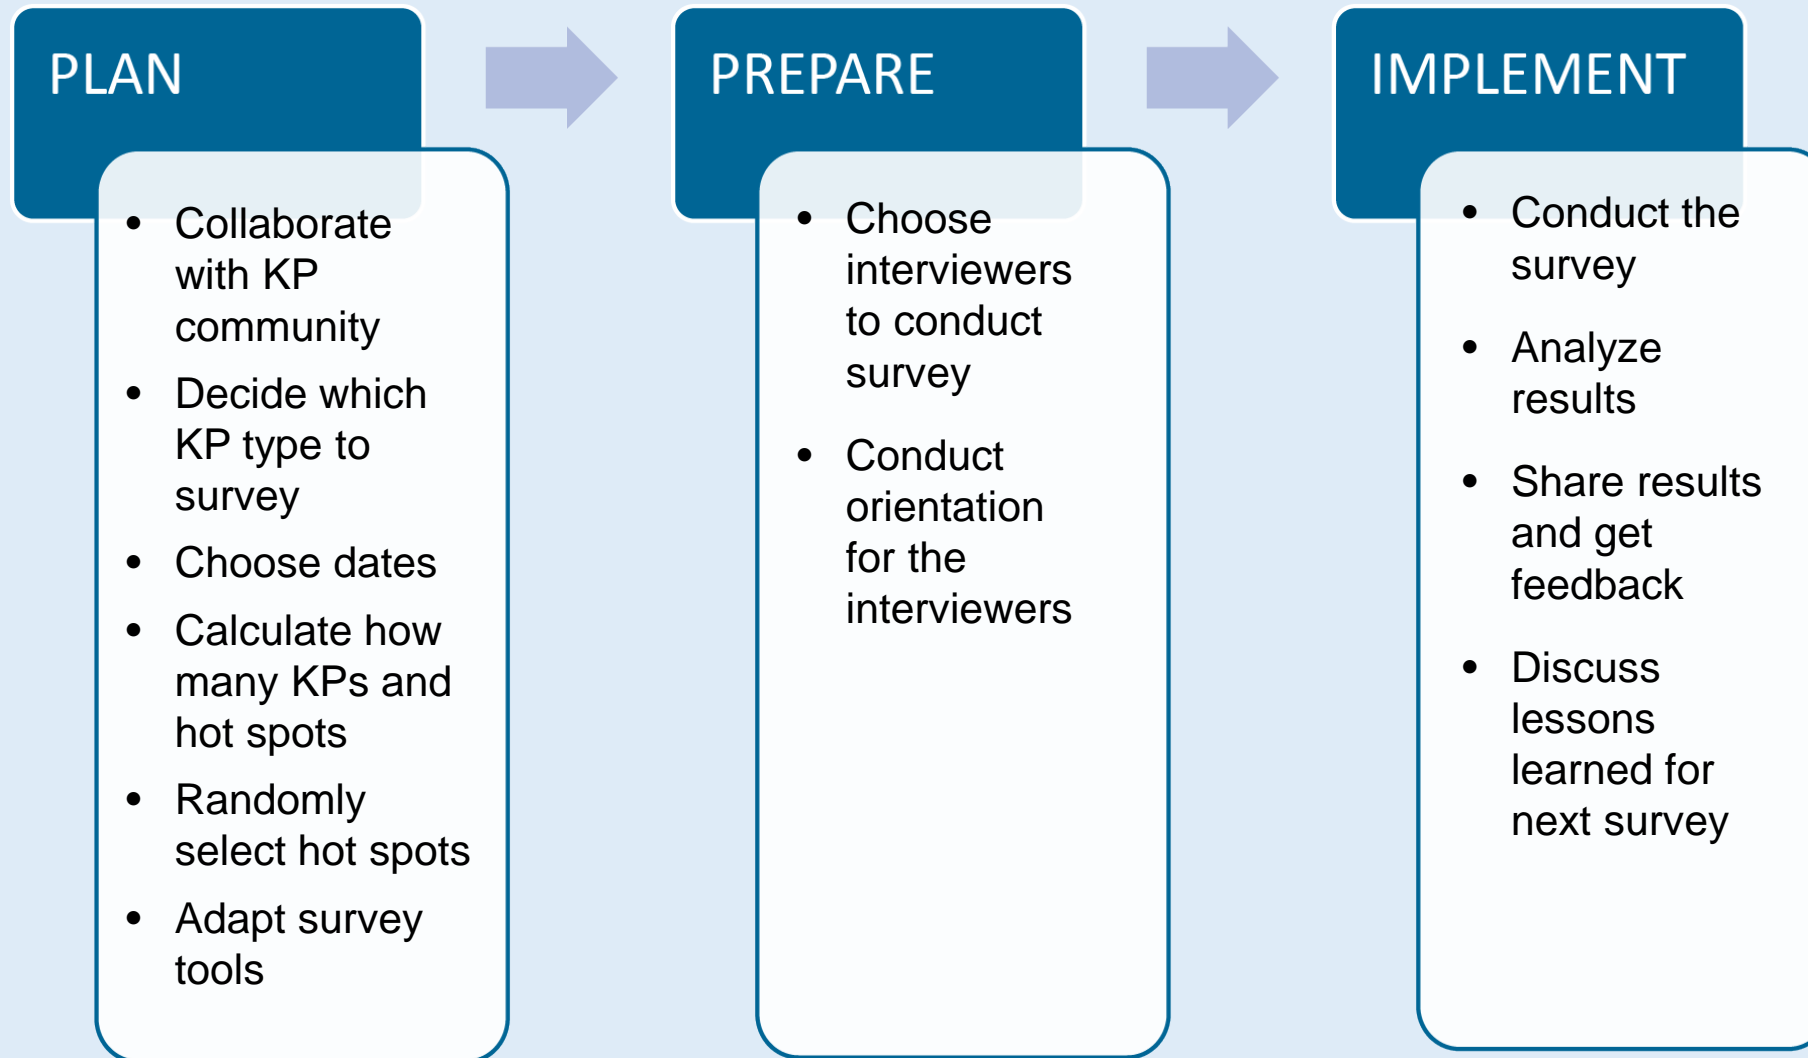 PLAN
• Collaborate
with KP
community
• Decide which
KP type to
survey
• Choose dates
• Calculate how
many KPs and
hot spots
• Randomly
select hot spots
• Adapt survey
tools
PREPARE
• Choose
interviewers
to conduct
survey
• Conduct
orientation
for the
interviewers
IMPLEMENT
• Conduct the
survey
• Analyze
results
• Share results
and get
feedback
• Discuss
lessons
learned for
next survey